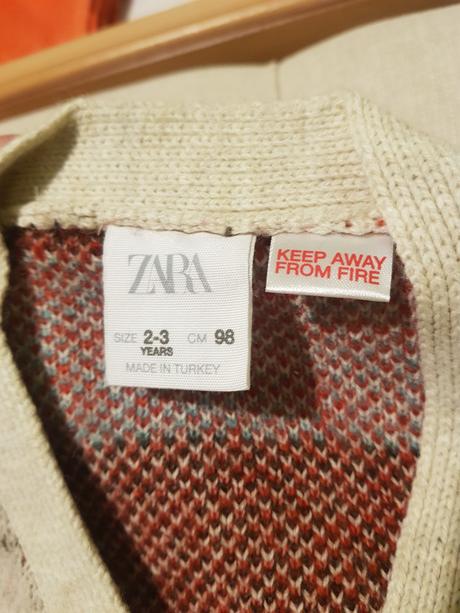 ZARA
SIZE 2-3 CM 98
YEARS
MADE IN TURKEY
KEEP AWAY
FROM FIRE